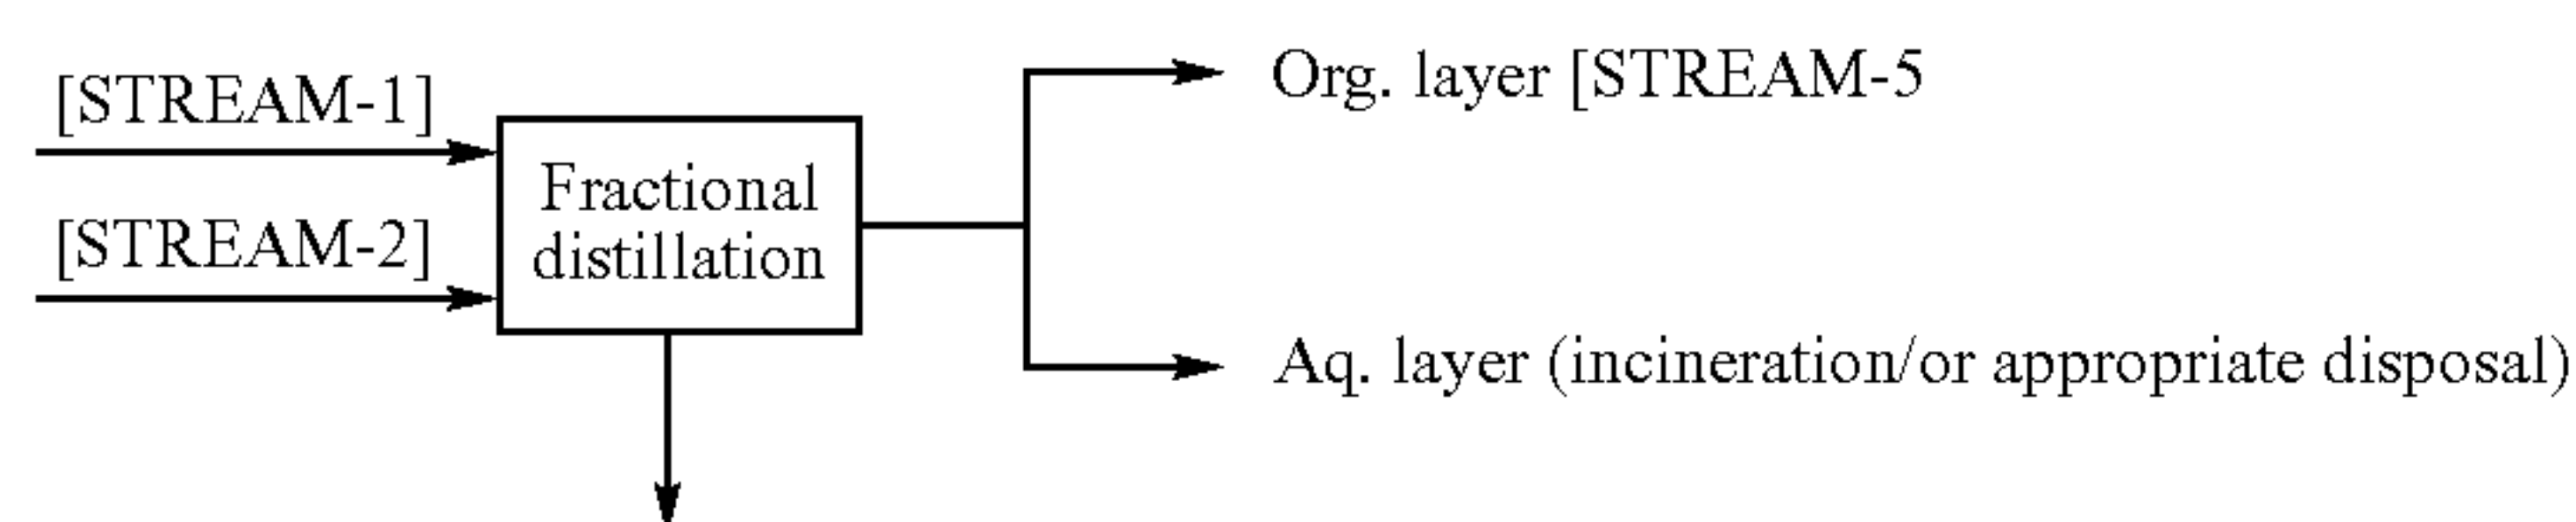 [STREAM-1]
[STREAM-2]
Fractional
distillation
Org. layer [STREAM-5
Aq. layer (incineration/or appropriate disposal)